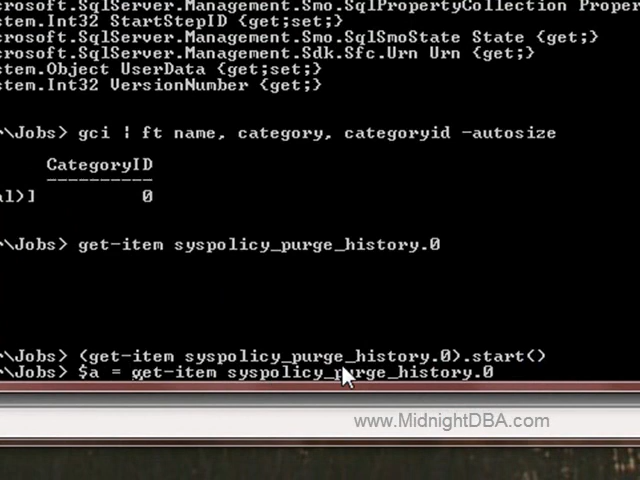 crosoft.SqlServer.Management.Smo.SqlPropertyCollection Proper
stem.Int32 StartStepID {get;set;}
crosoft.SqlServer.Management.Smo.SqlSmoState State {get;}
crosoft.SqlServer.Management.Sdk.Sfc.Urn Urn {get;}
stem.Object UserData {get;set;}
stem.Int32 VersionNumber {get;}
r\Jobs> gci | ft name, category, categoryid -autosize
CategoryID
----------
al)] 0
r\Jobs> get-item syspolicy_purge_history.0
r\Jobs> (get-item syspolicy_purge_history.0).start()
r\Jobs> $a = get-item syspolicy_purge_history.0
www.MidnightDBA.com